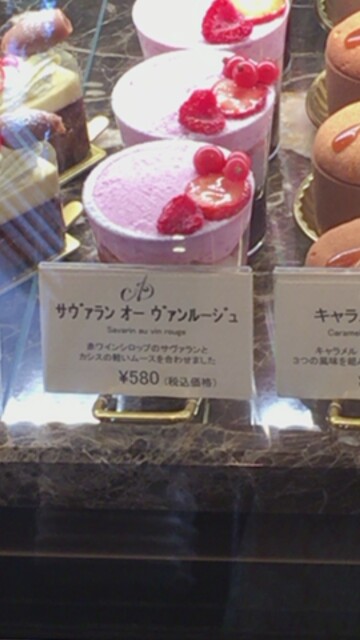 サヴァラン オー ヴァンルージュ
Savarin au vin rouge
赤ワインシロップのサヴァランと
カシスの軽いムースを合わせました
¥580（税込価格）
キャラ
Carame
キャラメル
3つの風味を